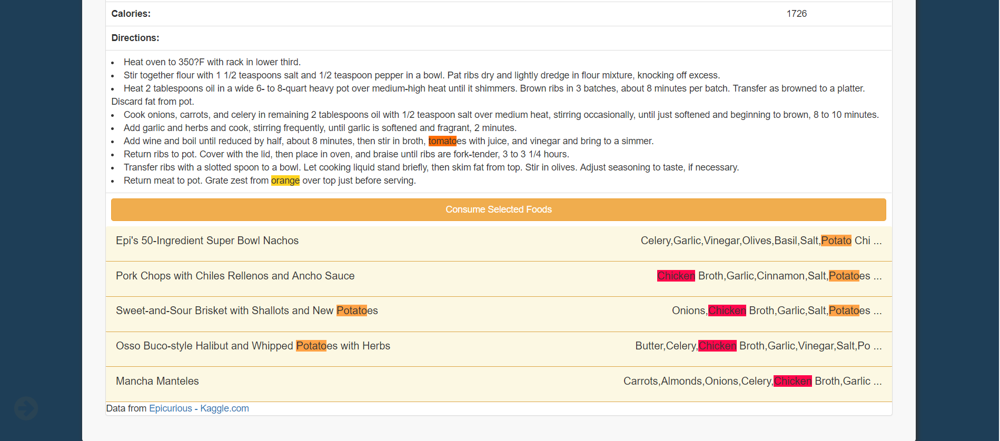 Calories: 1726
Directions:
• Heat oven to 350?F with rack in lower third.
• Stir together flour with 1 1/2 teaspoons salt and 1/2 teaspoon pepper in a bowl. Pat ribs dry and lightly dredge in flour mixture, knocking off excess.
• Heat 2 tablespoons oil in a wide 6- to 8-quart heavy pot over medium-high heat until it shimmers. Brown ribs in 3 batches, about 8 minutes per batch. Transfer as browned to a platter.
Discard fat from pot.
• Cook onions, carrots, and celery in remaining 2 tablespoons oil with 1/2 teaspoon salt over medium heat, stirring occasionally, until just softened and beginning to brown, 8 to 10 minutes.
• Add garlic and herbs and cook, stirring frequently, until garlic is softened and fragrant, 2 minutes.
• Add wine and boil until reduced by half, about 8 minutes, then stir in broth, tomatoes with juice, and vinegar and bring to a simmer.
• Return ribs to pot. Cover with the lid, then place in oven, and braise until ribs are fork-tender, 3 to 3 1/4 hours.
• Transfer ribs with a slotted spoon to a bowl. Let cooking liquid stand briefly, then skim fat from top. Stir in olives. Adjust seasoning to taste, if necessary.
• Return meat to pot. Grate zest from orange over top just before serving.
Consume Selected Foods
Epi's 50-Ingredient Super Bowl Nachos Celery,Garlic,Vinegar,Olives,Basil,Salt,Potato Chi ...
Pork Chops with Chiles Rellenos and Ancho Sauce Chicken Broth,Garlic,Cinnamon,Salt,Potatoes ...
Sweet-and-Sour Brisket with Shallots and New Potatoes Onions,Chicken Broth,Garlic,Salt,Potatoes ...
Osso Buco-style Halibut and Whipped Potatoes with Herbs Butter,Celery,Chicken Broth,Garlic,Vinegar,Salt,Po ...
Mancha Manteles Carrots,Almonds,Onions,Celery,Chicken Broth,Garlic ...
Data from Epicurious - Kaggle.com